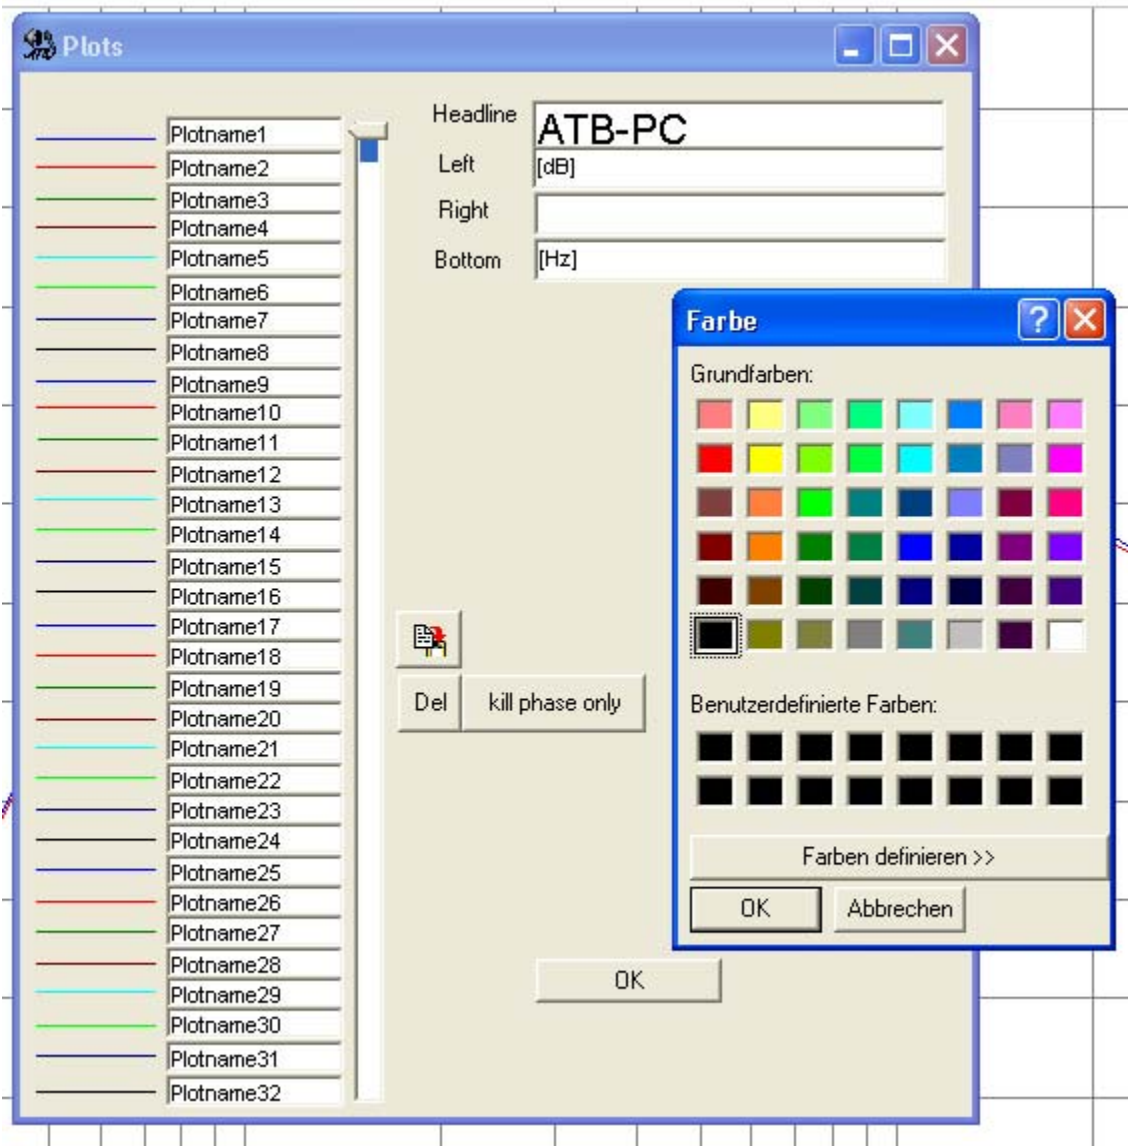 Plots
Plotname1
Plotname2
Plotname3
Plotname4
Plotname5
Plotname6
Plotname7
Plotname8
Plotname9
Plotname10
Plotname11
Plotname12
Plotname13
Plotname14
Plotname15
Plotname16
Plotname17
Plotname18
Plotname19
Plotname20
Plotname21
Plotname22
Plotname23
Plotname24
Plotname25
Plotname26
Plotname27
Plotname28
Plotname29
Plotname30
Plotname31
Plotname32
Headline ATB-PC
Left [dB]
Right
Bottom [Hz]
Del kill phase only
OK
Farbe
Grundfarben:
Benutzerdefinierte Farben:
Farben definieren >>
OK Abbrechen